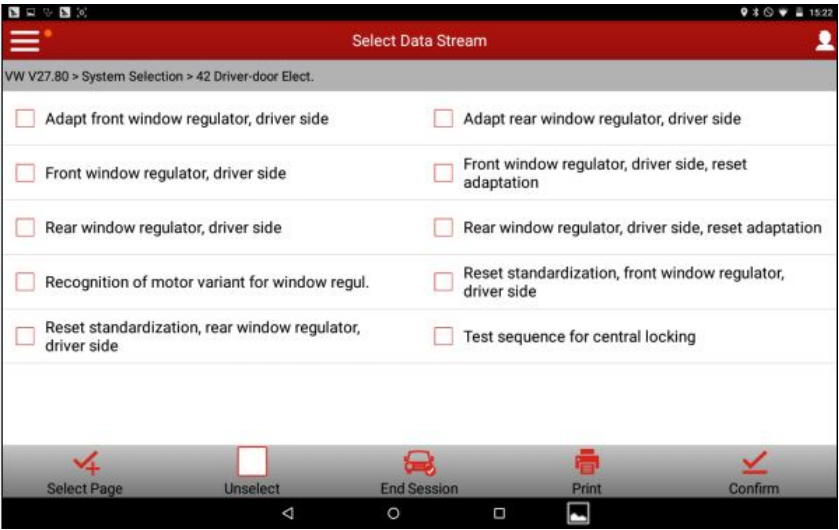 15:22
Select Data Stream
VW V27.80 > System Selection > 42 Driver-door Elect.
Adapt front window regulator, driver side
Adapt rear window regulator, driver side
Front window regulator, driver side
Front window regulator, driver side, reset
adaptation
Rear window regulator, driver side
Rear window regulator, driver side, reset adaptation
Recognition of motor variant for window regul.
Reset standardization, front window regulator,
driver side
Reset standardization, rear window regulator,
driver side
Test sequence for central locking
Select Page
Unselect
End Session
Print
Confirm